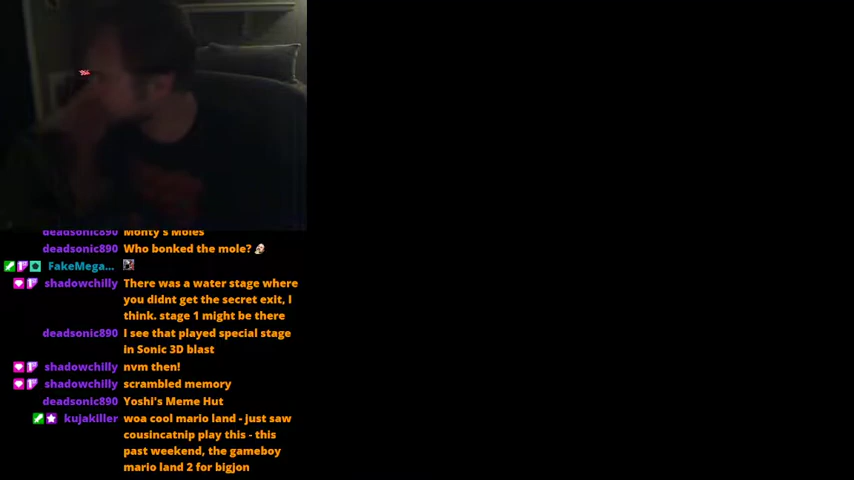 deadsonic890 Monty's Moles
deadsonic890 Who bonked the mole?
FakeMega...
shadowchilly There was a water stage where
you didnt get the secret exit, I
think. stage 1 might be there
deadsonic890 I see that played special stage
in Sonic 3D blast
shadowchilly nvm then!
shadowchilly scrambled memory
deadsonic890 Yoshi's Meme Hut
kujakiller woa cool mario land - just saw
cousincatnip play this - this
past weekend, the gameboy
mario land 2 for bigjon